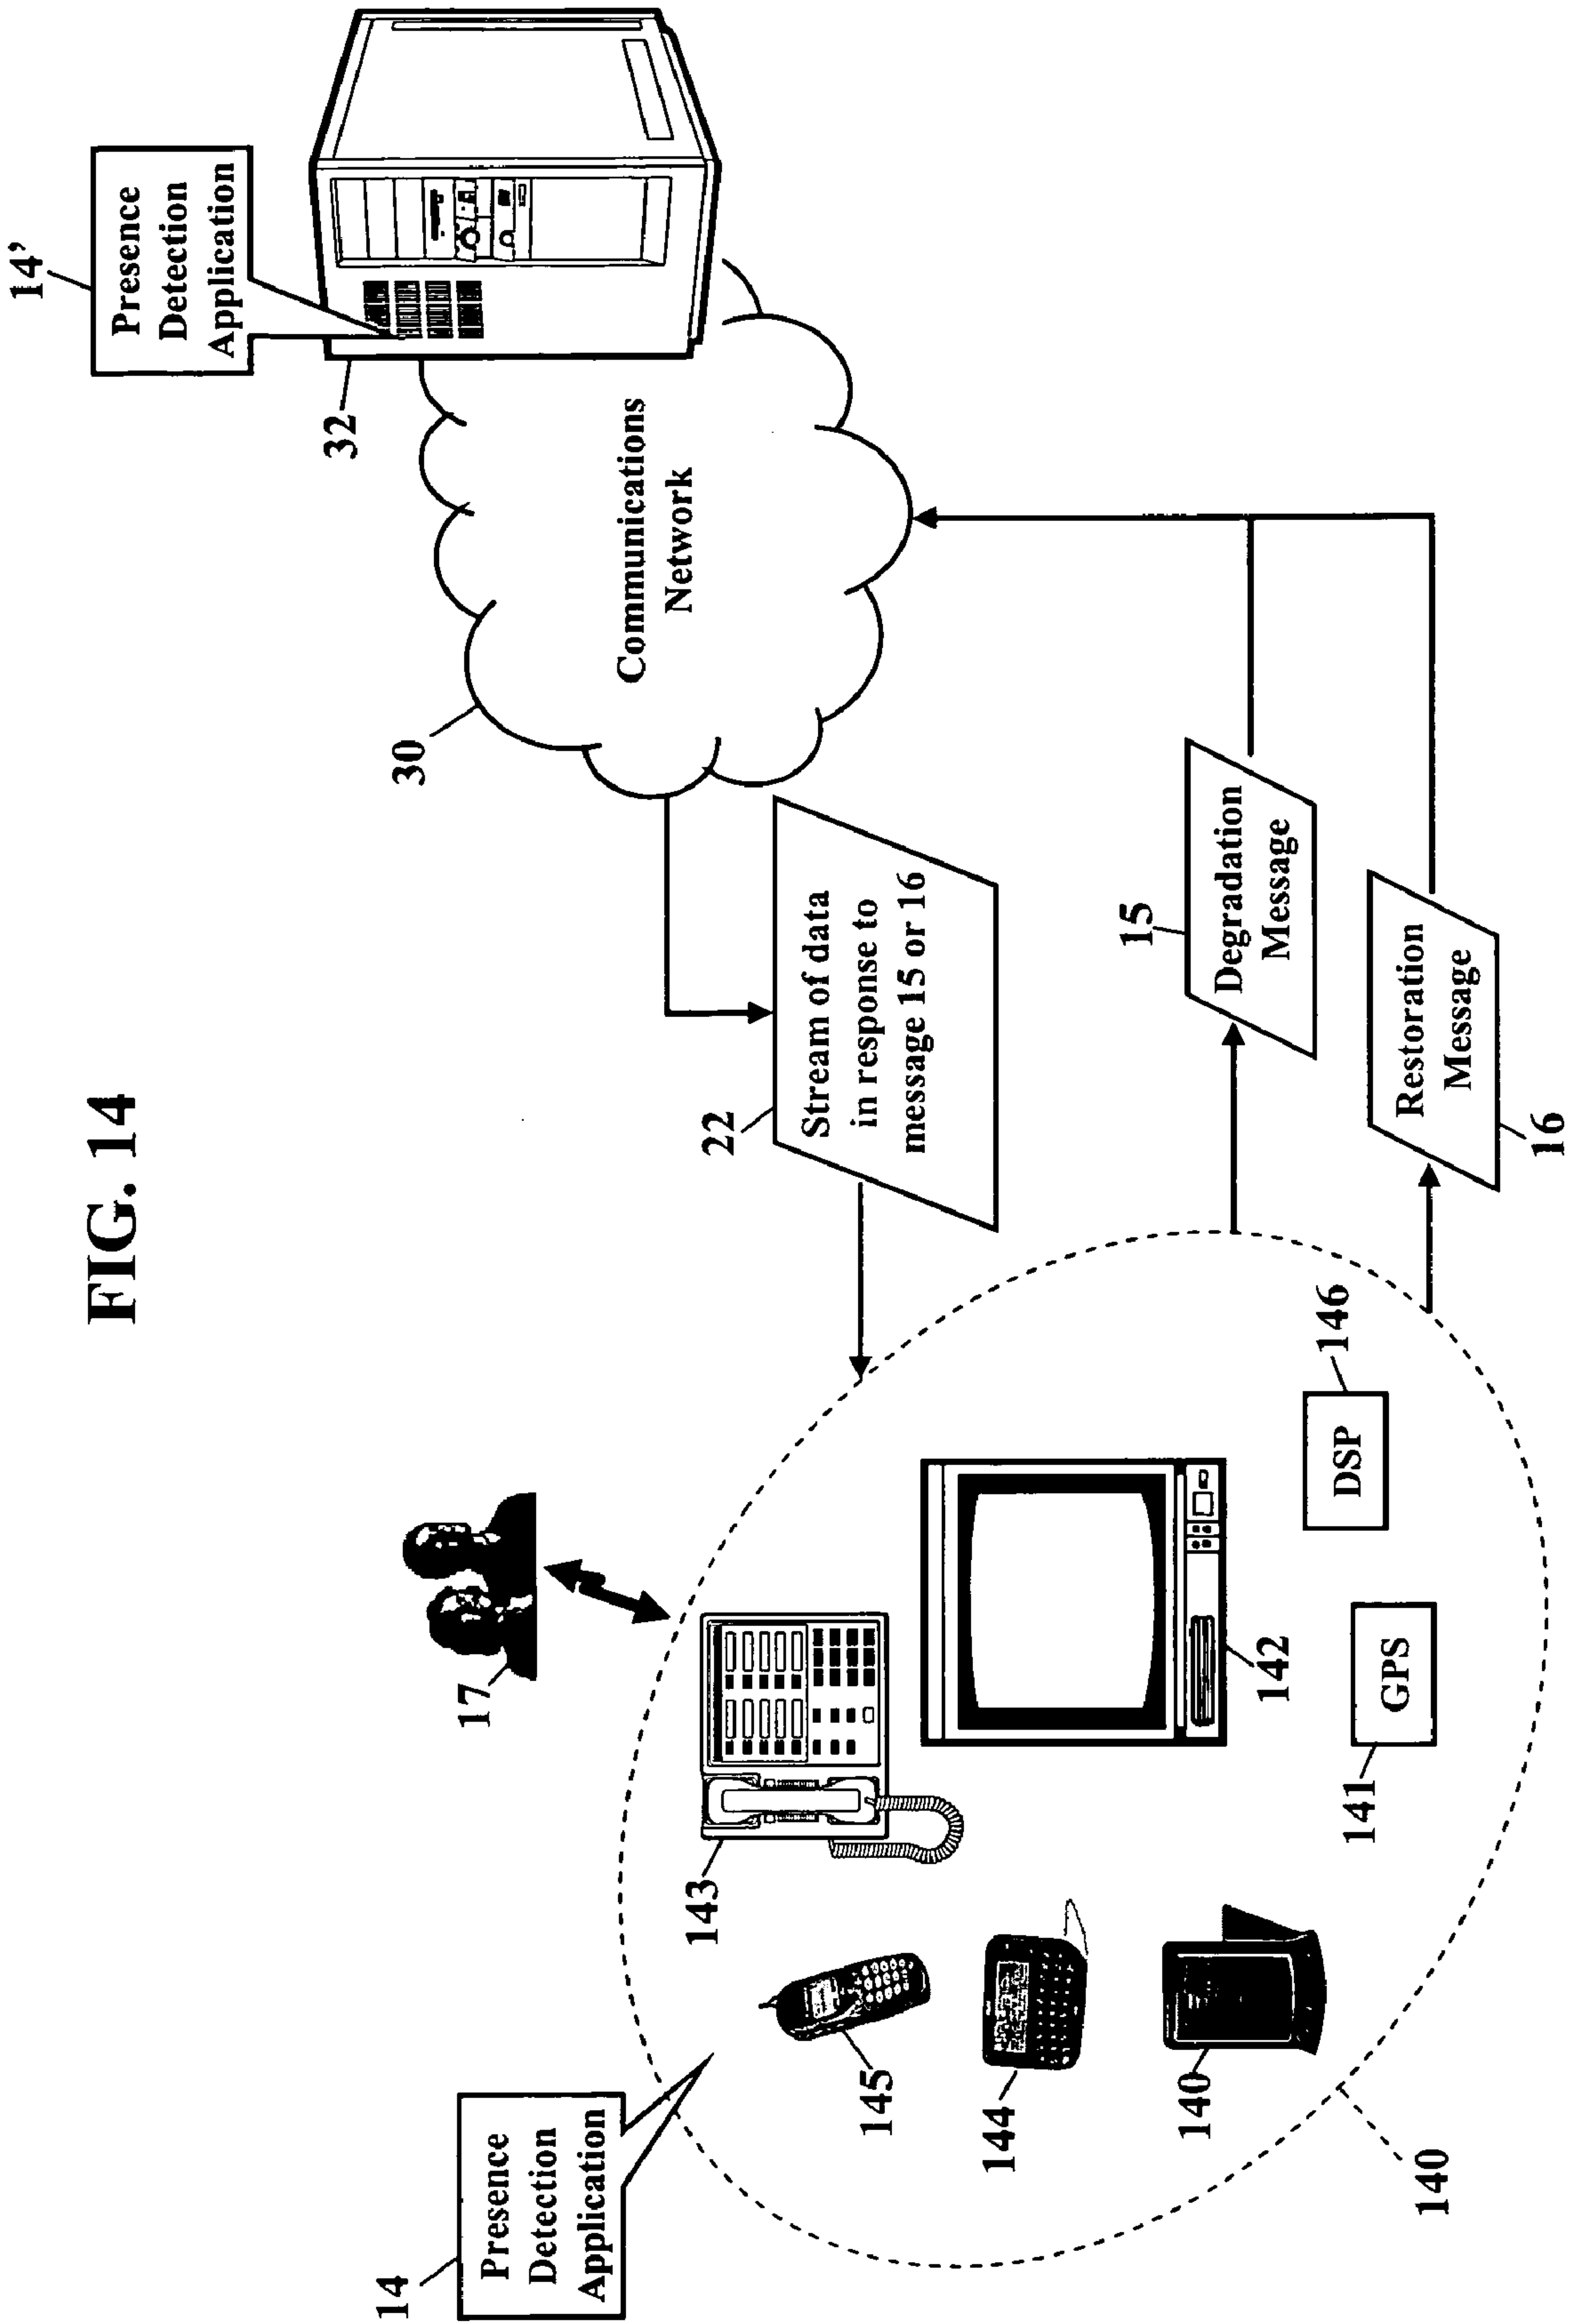 FIG. 14
14
Presence
Detection
Application
17
143
145
144
140
140
142
GPS
141
DSP
146
22
Stream of data
in response to
message 15 or 16
15
Degradation
Message
Restoration
Message
16
30
Communications
Network
32
14’
Presence
Detection
Application